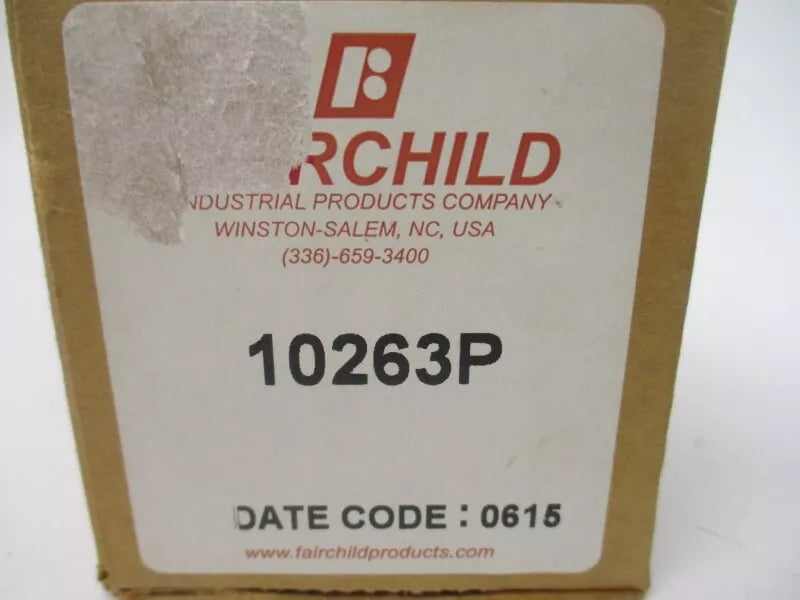 RCHILD
NDUSTRIAL PRODUCTS COMPANY
WINSTON-SALEM, NC, USA
(336)-659-3400
10263P
DATE CODE : 0615
www.fairchildproducts.com